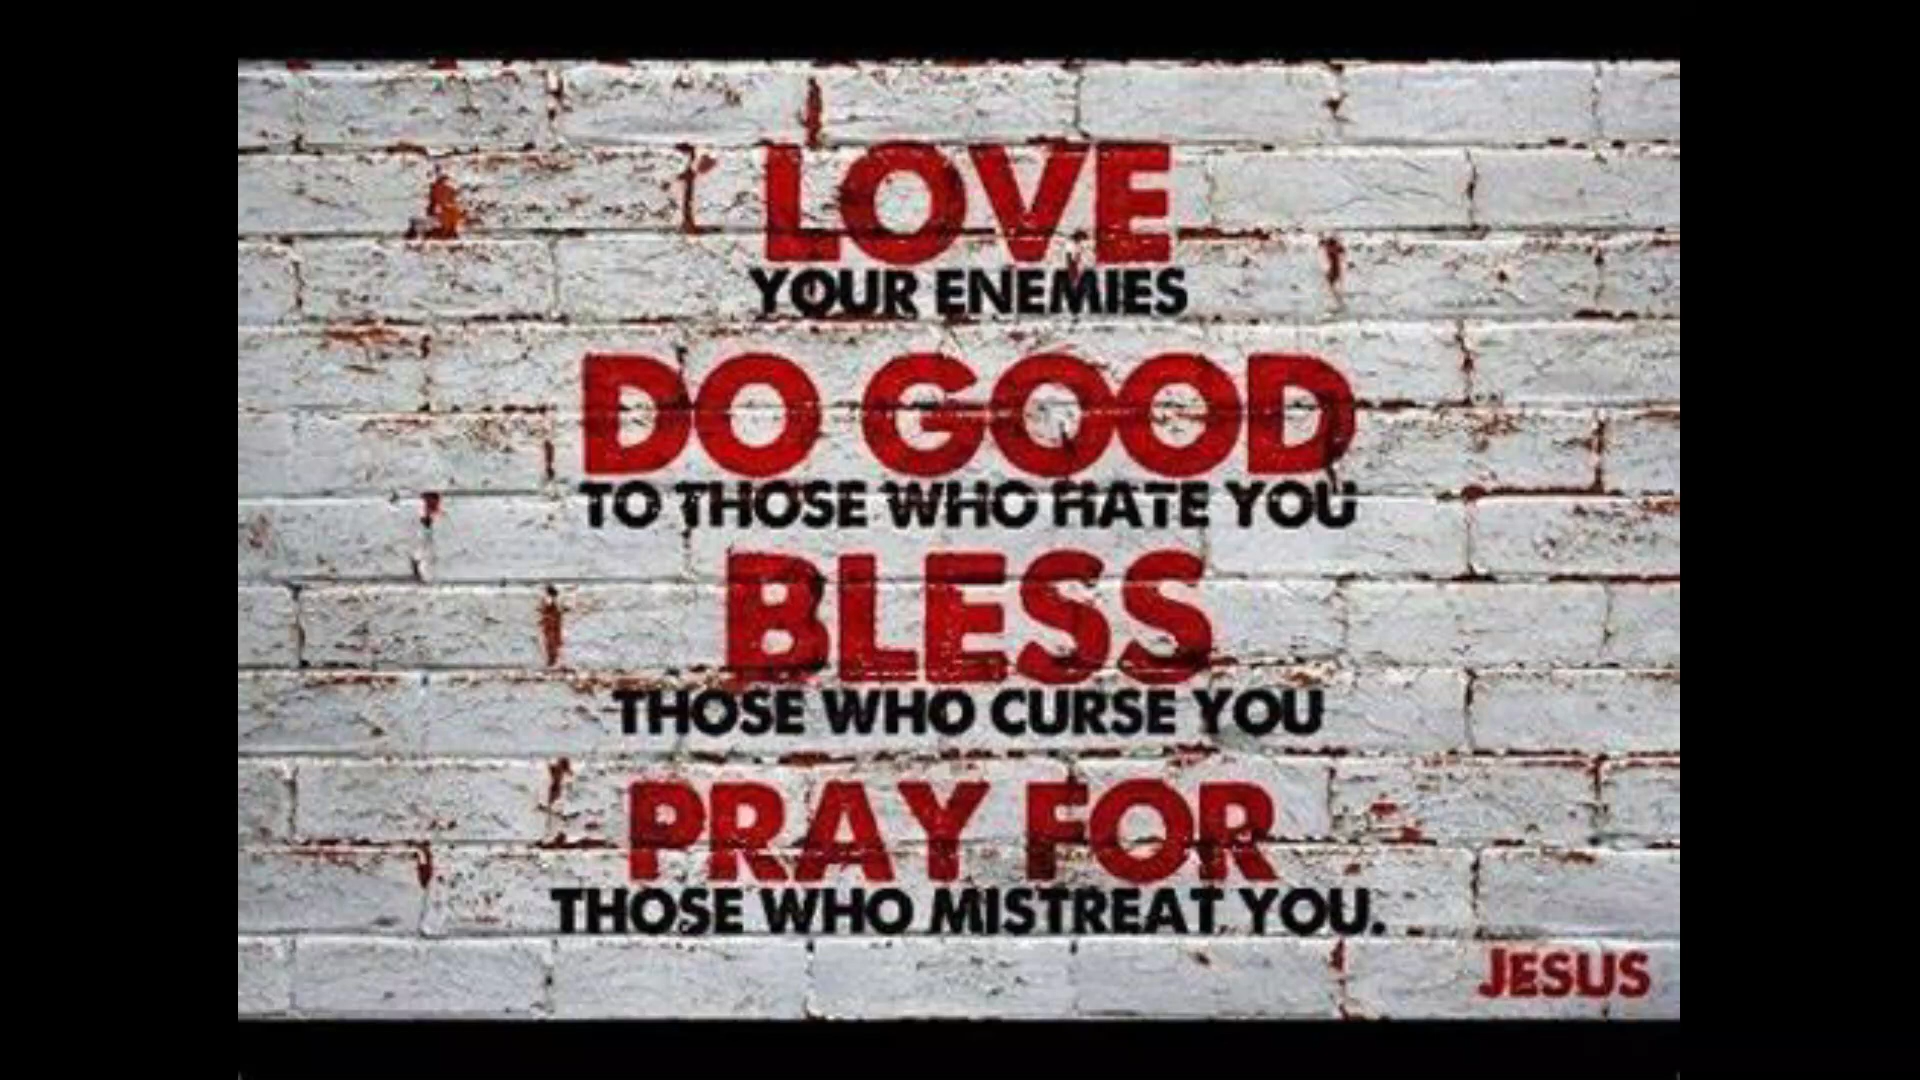 LOVE
YOUR ENEMIES
DO GOOD
TO THOSE WHO HATE YOU
BLESS
THOSE WHO CURSE YOU
PRAY FOR
THOSE WHO MISTREAT YOU.
JESUS